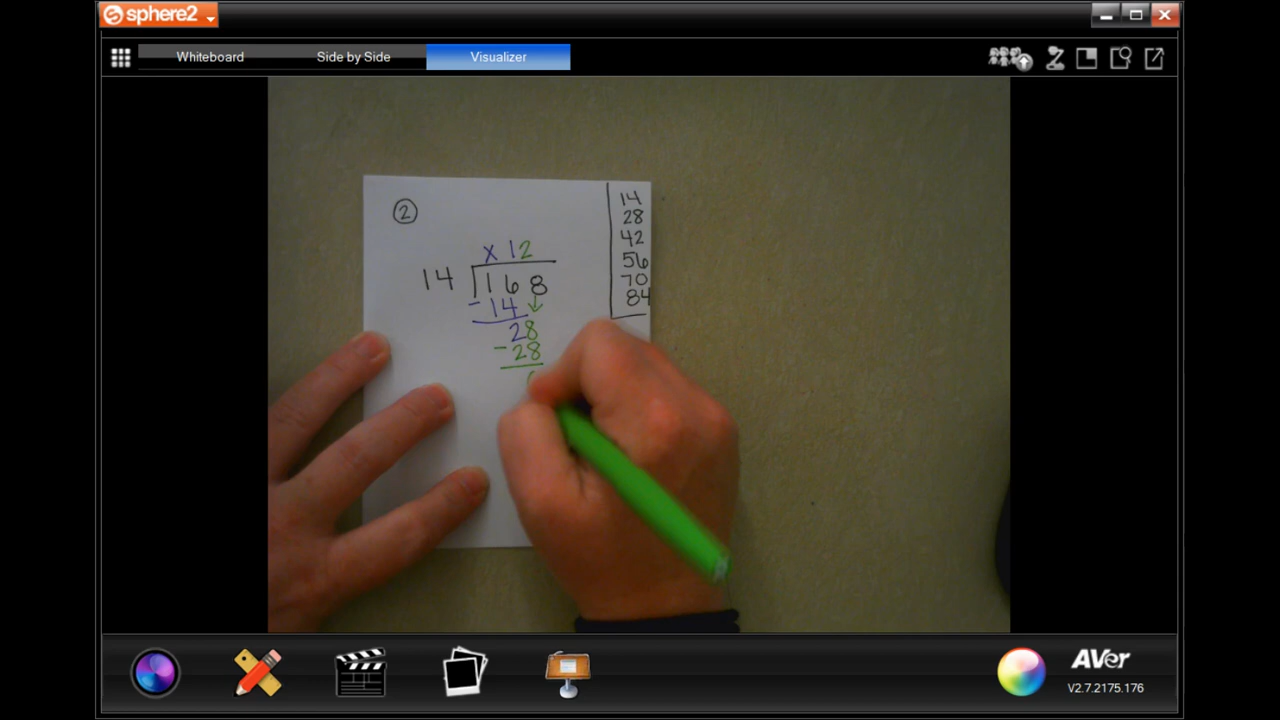 sphere2
Whiteboard Side by Side Visualizer
2
x 12
14 168
-14
28
-28
14
28
42
56
70
84
AVer
V2.7.2175.176